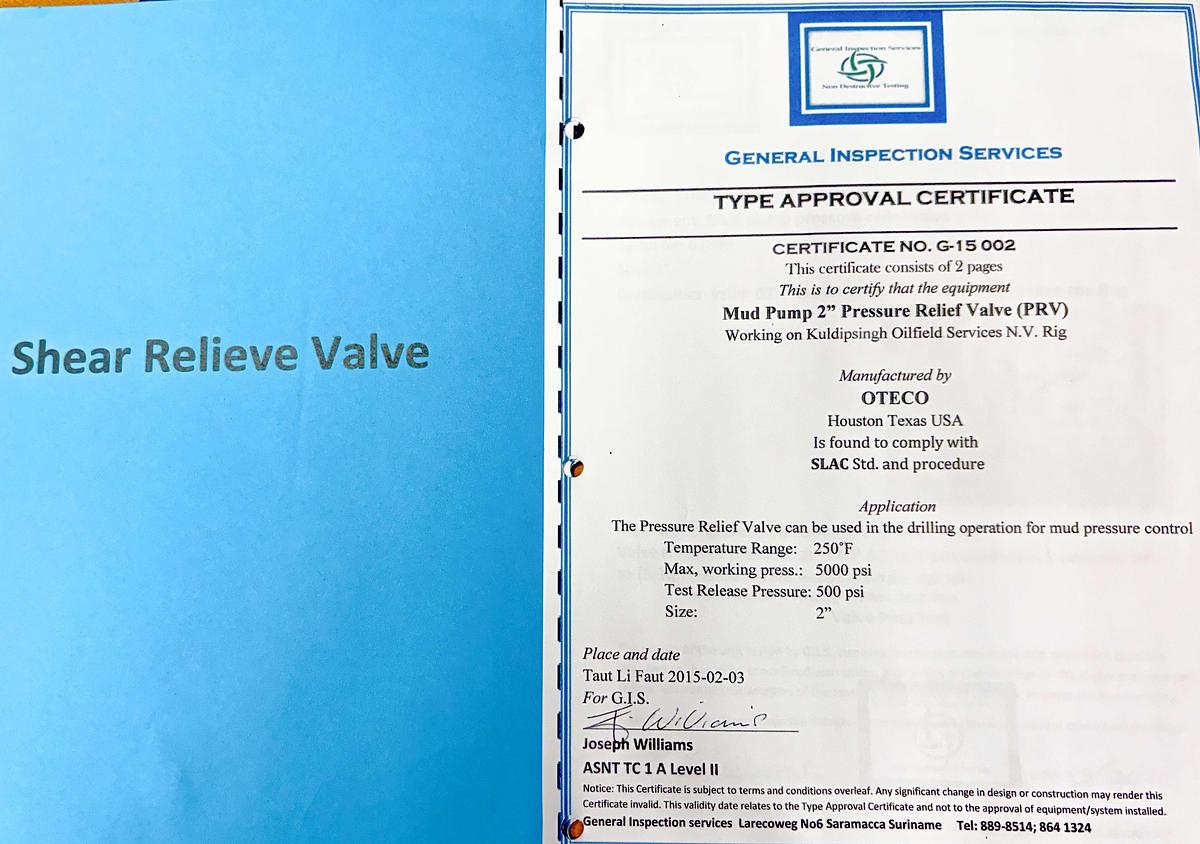 Shear Relieve Valve
General Inspection Services
Non Destructive Testing
GENERAL INSPECTION SERVICES
TYPE APPROVAL CERTIFICATE
CERTIFICATE NO. G-15 002
This certificate consists of 2 pages
This is to certify that the equipment
Mud Pump 2” Pressure Relief Valve (PRV)
Working on Kuldipsingh Oilfield Services N.V. Rig
Manufactured by
OTECO
Houston Texas USA
Is found to comply with
SLAC Std. and procedure
Application
The Pressure Relief Valve can be used in the drilling operation for mud pressure control
Temperature Range: 250°F
Max, working press.: 5000 psi
Test Release Pressure: 500 psi
Size: 2”
Place and date
Taut Li Faut 2015-02-03
For G.I.S.
Joseph Williams
ASNT TC 1 A Level II
Notice: This Certificate is subject to terms and conditions overleaf. Any significant change in design or construction may render this
Certificate invalid. This validity date relates to the Type Approval Certificate and not to the approval of equipment/system installed.
General Inspection services Larecoweg No6 Saramacca Suriname Tel: 889-8514; 864 1324